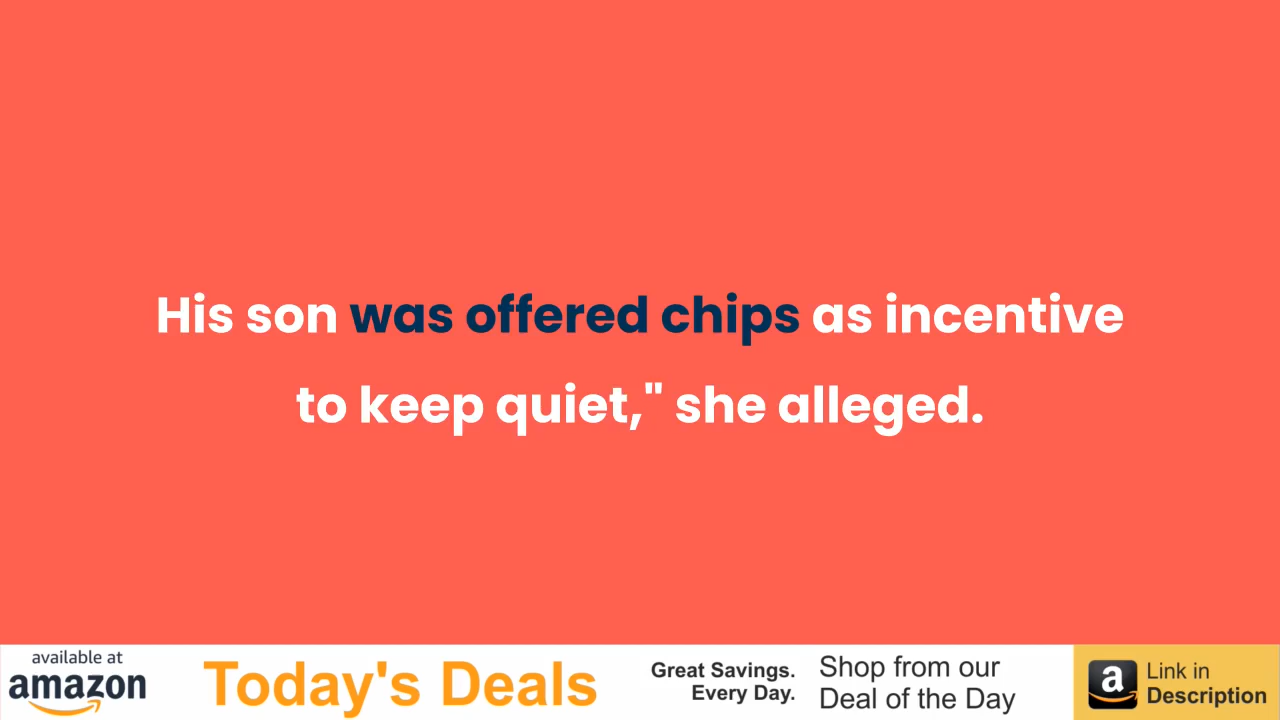 His son was offered chips as incentive
to keep quiet," she alleged.
available at
amazon
Today's Deals
Great Savings.
Every Day.
Shop from our
Deal of the Day
a
Link in
Description